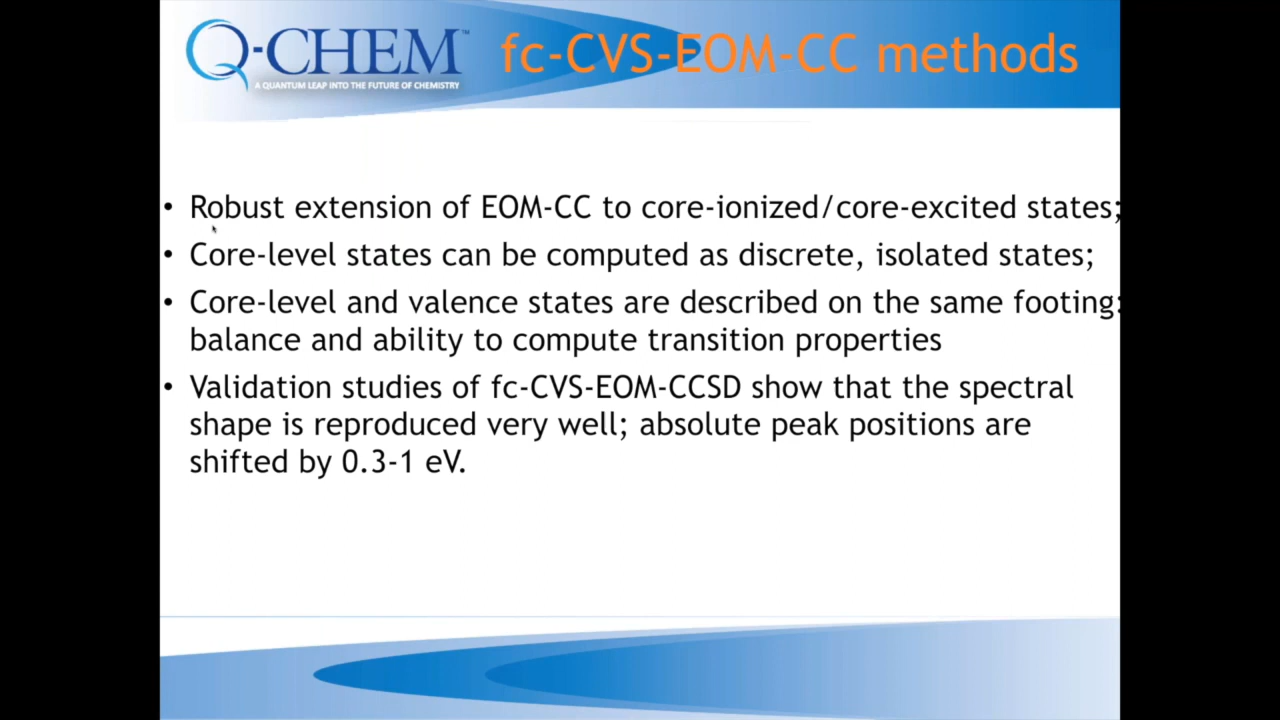 Q-CHEM™
A QUANTUM LEAP INTO THE FUTURE OF CHEMISTRY
fc-CVS-EOM-CC methods
• Robust extension of EOM-CC to core-ionized/core-excited states;
• Core-level states can be computed as discrete, isolated states;
• Core-level and valence states are described on the same footing:
balance and ability to compute transition properties
• Validation studies of fc-CVS-EOM-CCSD show that the spectral
shape is reproduced very well; absolute peak positions are
shifted by 0.3-1 eV.